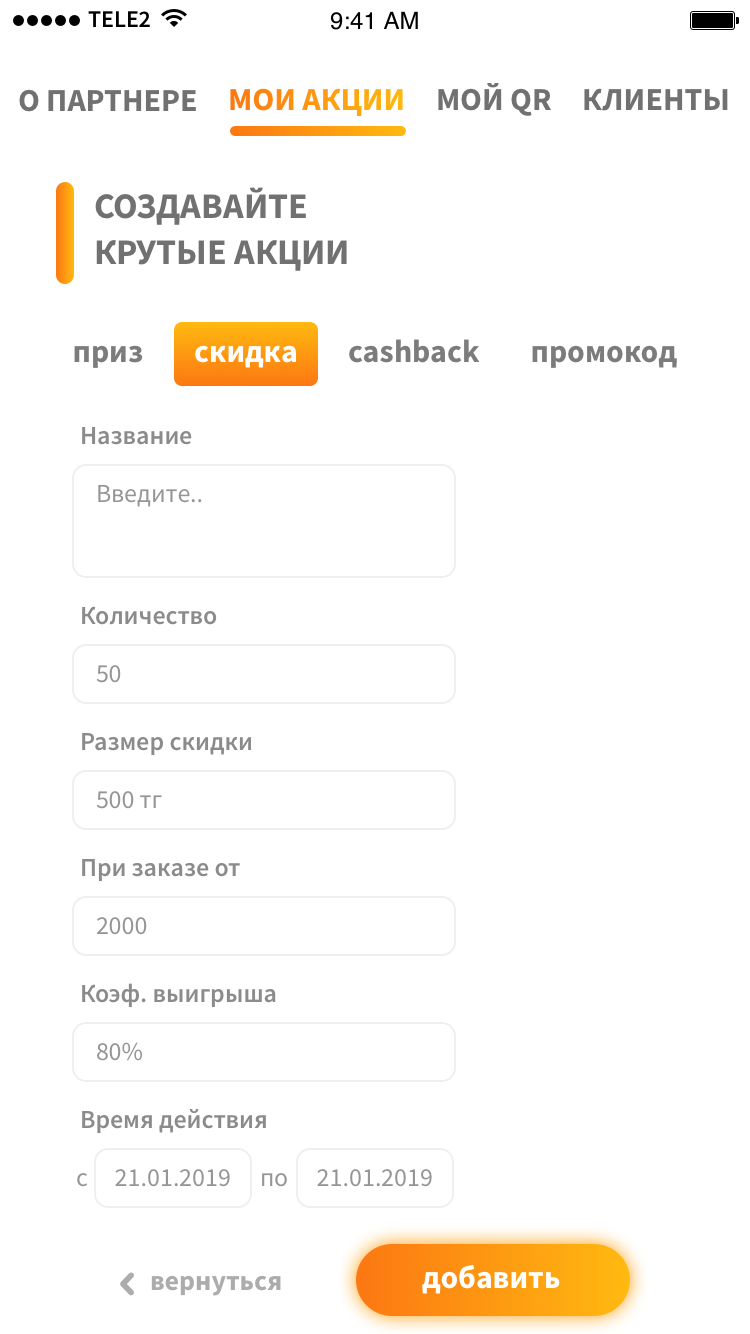 TELE2 9:41 AM
О ПАРТНЕРЕ МОИ АКЦИИ МОЙ QR КЛИЕНТЫ
СОЗДАВАЙТЕ
КРУТЫЕ АКЦИИ
приз скидка cashback промокод
Название
Введите..
Количество
50
Размер скидки
500 тг
При заказе от
2000
Коэф. выигрыша
80%
Время действия
с 21.01.2019 по 21.01.2019
вернуться добавить